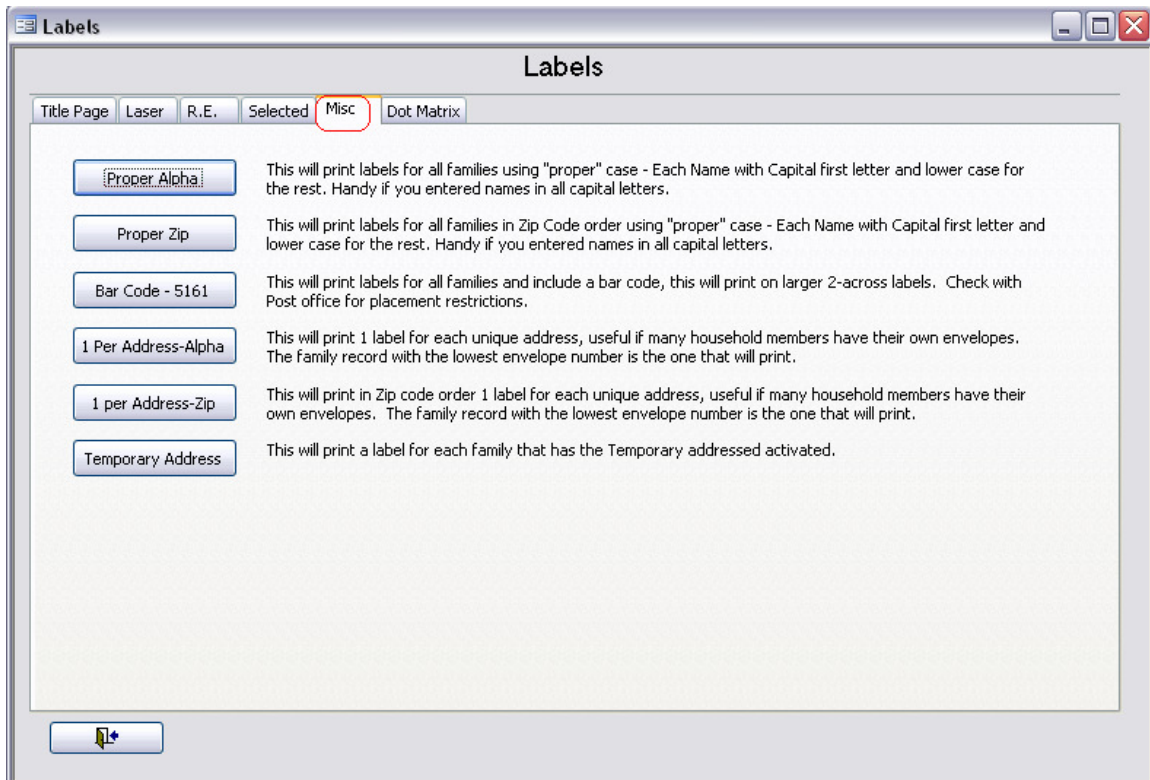 Labels
Labels
Title Page Laser R.E. Selected Misc Dot Matrix
Proper Alpha
This will print labels for all families using "proper" case - Each Name with Capital first letter and lower case for
the rest. Handy if you entered names in all capital letters.
Proper Zip
This will print labels for all families in Zip Code order using "proper" case - Each Name with Capital first letter and
lower case for the rest. Handy if you entered names in all capital letters.
Bar Code - 5161
This will print labels for all families and include a bar code, this will print on larger 2-across labels.  Check with
Post office for placement restrictions.
1 Per Address-Alpha
This will print 1 label for each unique address, useful if many household members have their own envelopes.
The family record with the lowest envelope number is the one that will print.
1 per Address-Zip
This will print in Zip code order 1 label for each unique address, useful if many household members have their
own envelopes.  The family record with the lowest envelope number is the one that will print.
Temporary Address
This will print a label for each family that has the Temporary addressed activated.